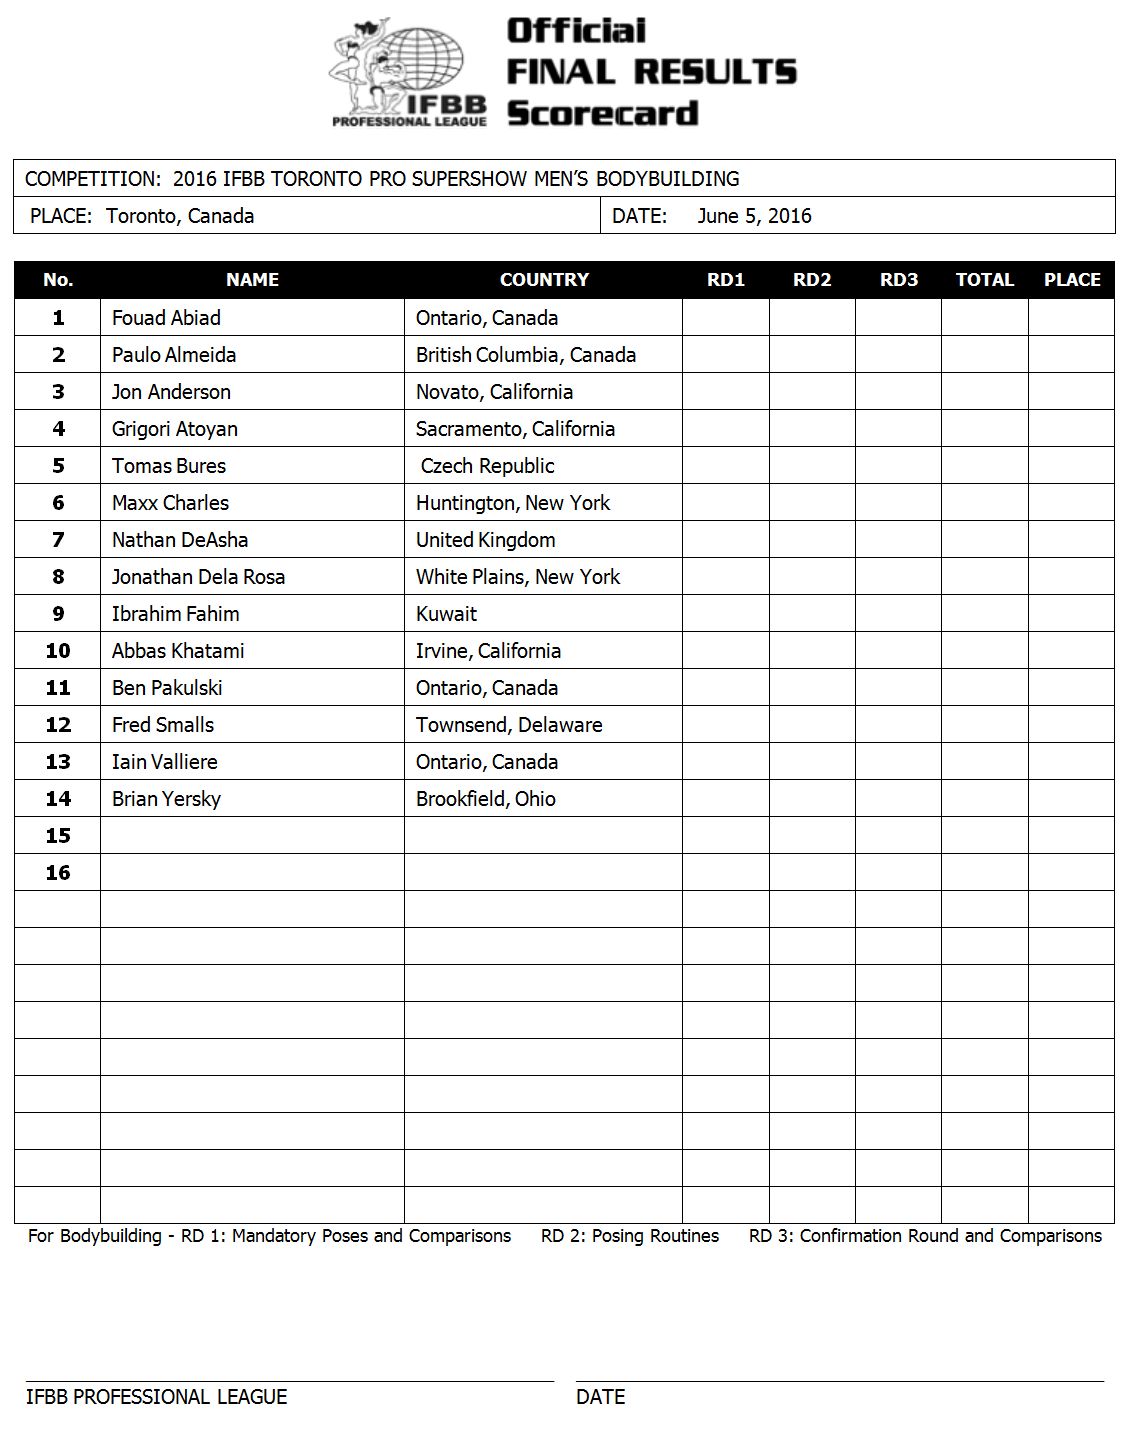 Official
FINAL RESULTS
Scorecard
IFBB
PROFESSIONAL LEAGUE
COMPETITION: 2016 IFBB TORONTO PRO SUPERSHOW MEN’S BODYBUILDING
PLACE: Toronto, Canada DATE: June 5, 2016
No. NAME COUNTRY RD1 RD2 RD3 TOTAL PLACE
1 Fouad Abiad Ontario, Canada
2 Paulo Almeida British Columbia, Canada
3 Jon Anderson Novato, California
4 Grigori Atoyan Sacramento, California
5 Tomas Bures Czech Republic
6 Maxx Charles Huntington, New York
7 Nathan DeAsha United Kingdom
8 Jonathan Dela Rosa White Plains, New York
9 Ibrahim Fahim Kuwait
10 Abbas Khatami Irvine, California
11 Ben Pakulski Ontario, Canada
12 Fred Smalls Townsend, Delaware
13 Iain Valliere Ontario, Canada
14 Brian Yersky Brookfield, Ohio
15
16
For Bodybuilding - RD 1: Mandatory Poses and Comparisons RD 2: Posing Routines RD 3: Confirmation Round and Comparisons
IFBB PROFESSIONAL LEAGUE DATE